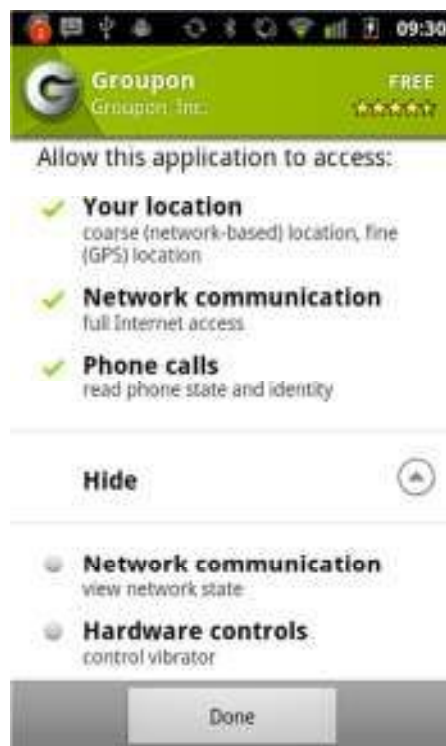 09:30
Groupon
FREE
Groupon, Inc.
Allow this application to access:
Your location
coarse (network-based) location, fine
(GPS) location
Network communication
full Internet access
Phone calls
read phone state and identity
Hide
Network communication
view network state
Hardware controls
control vibrator
Done